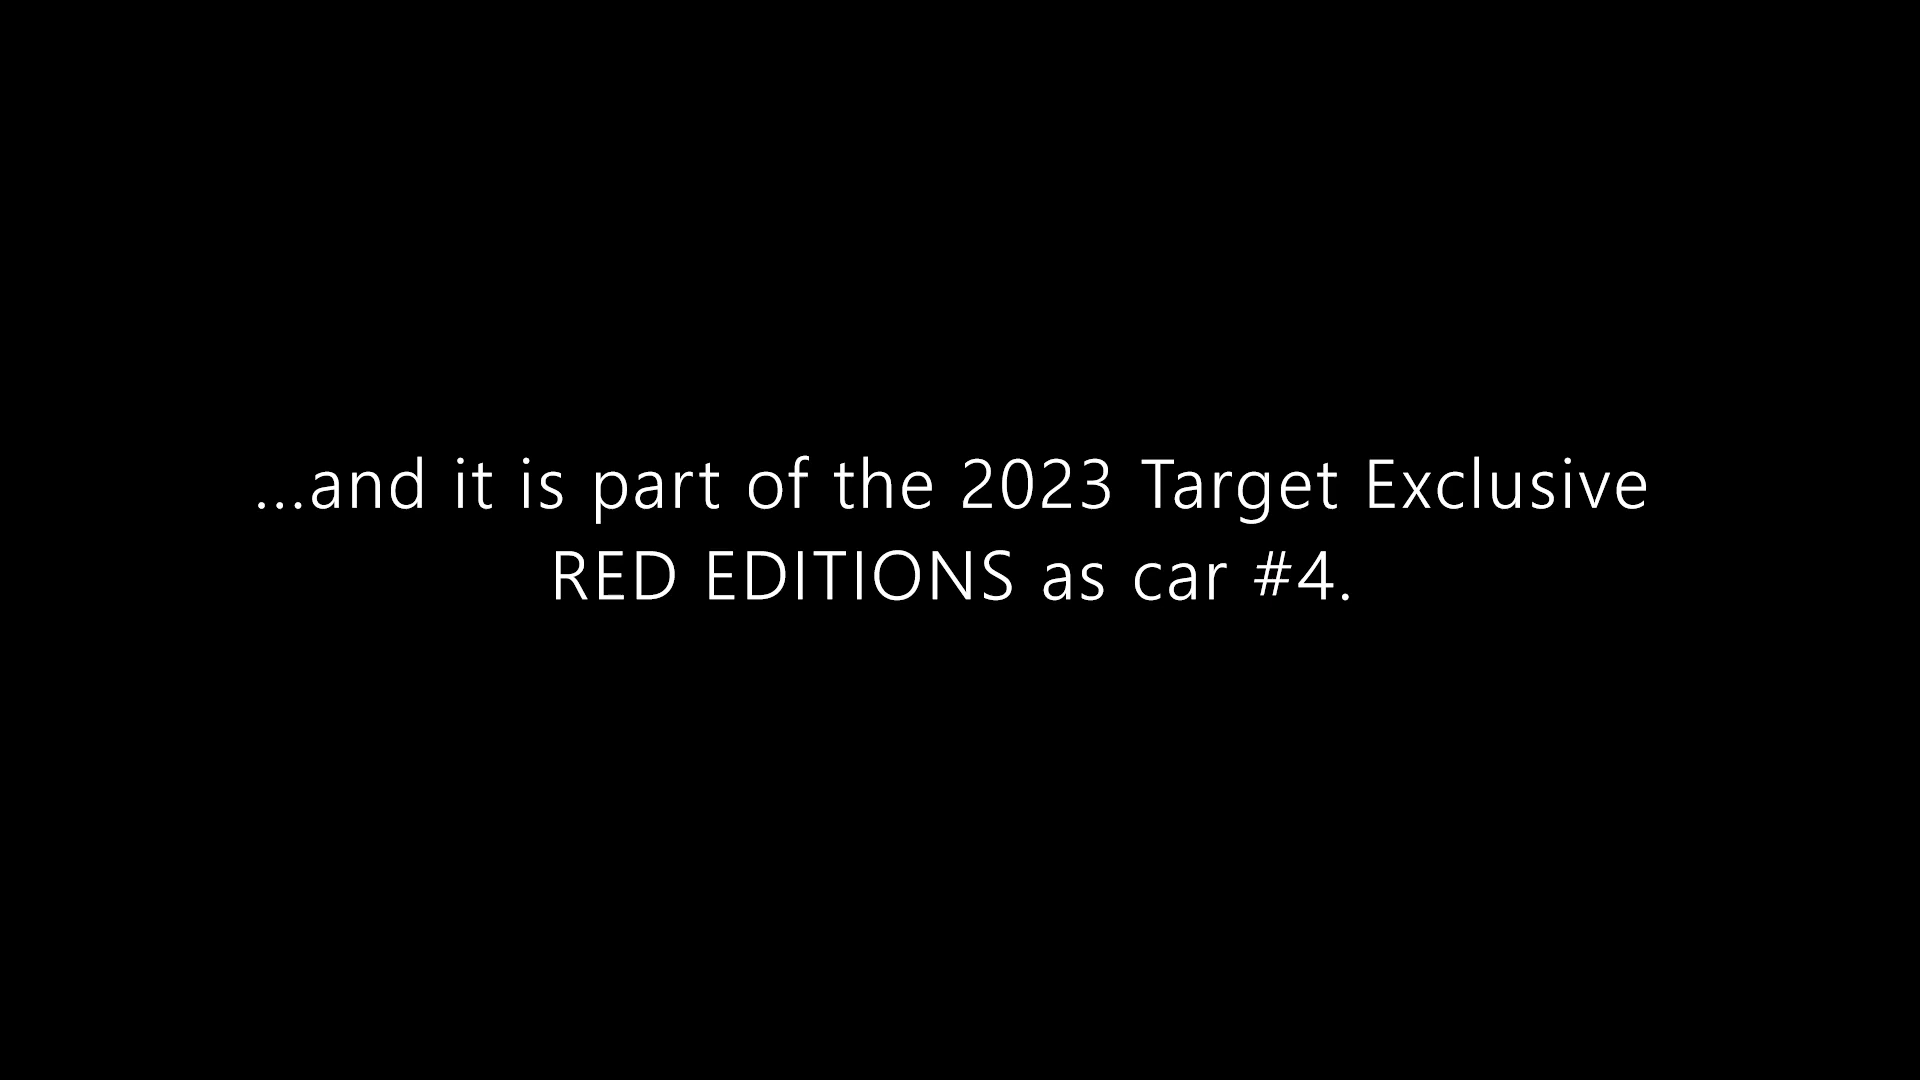 ...and it is part of the 2023 Target Exclusive
RED EDITIONS as car #4.